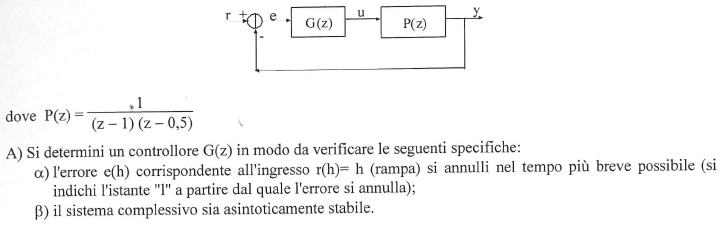 r + e G(z) u P(z) y
-
dove P(z) = 1
(z – 1) (z – 0,5)
A) Si determini un controllore G(z) in modo da verificare le seguenti specifiche:
α) l'errore e(h) corrispondente all'ingresso r(h)= h (rampa) si annulli nel tempo più breve possibile (si
indichi l'istante "l" a partire dal quale l'errore si annulla);
β) il sistema complessivo sia asintoticamente stabile.